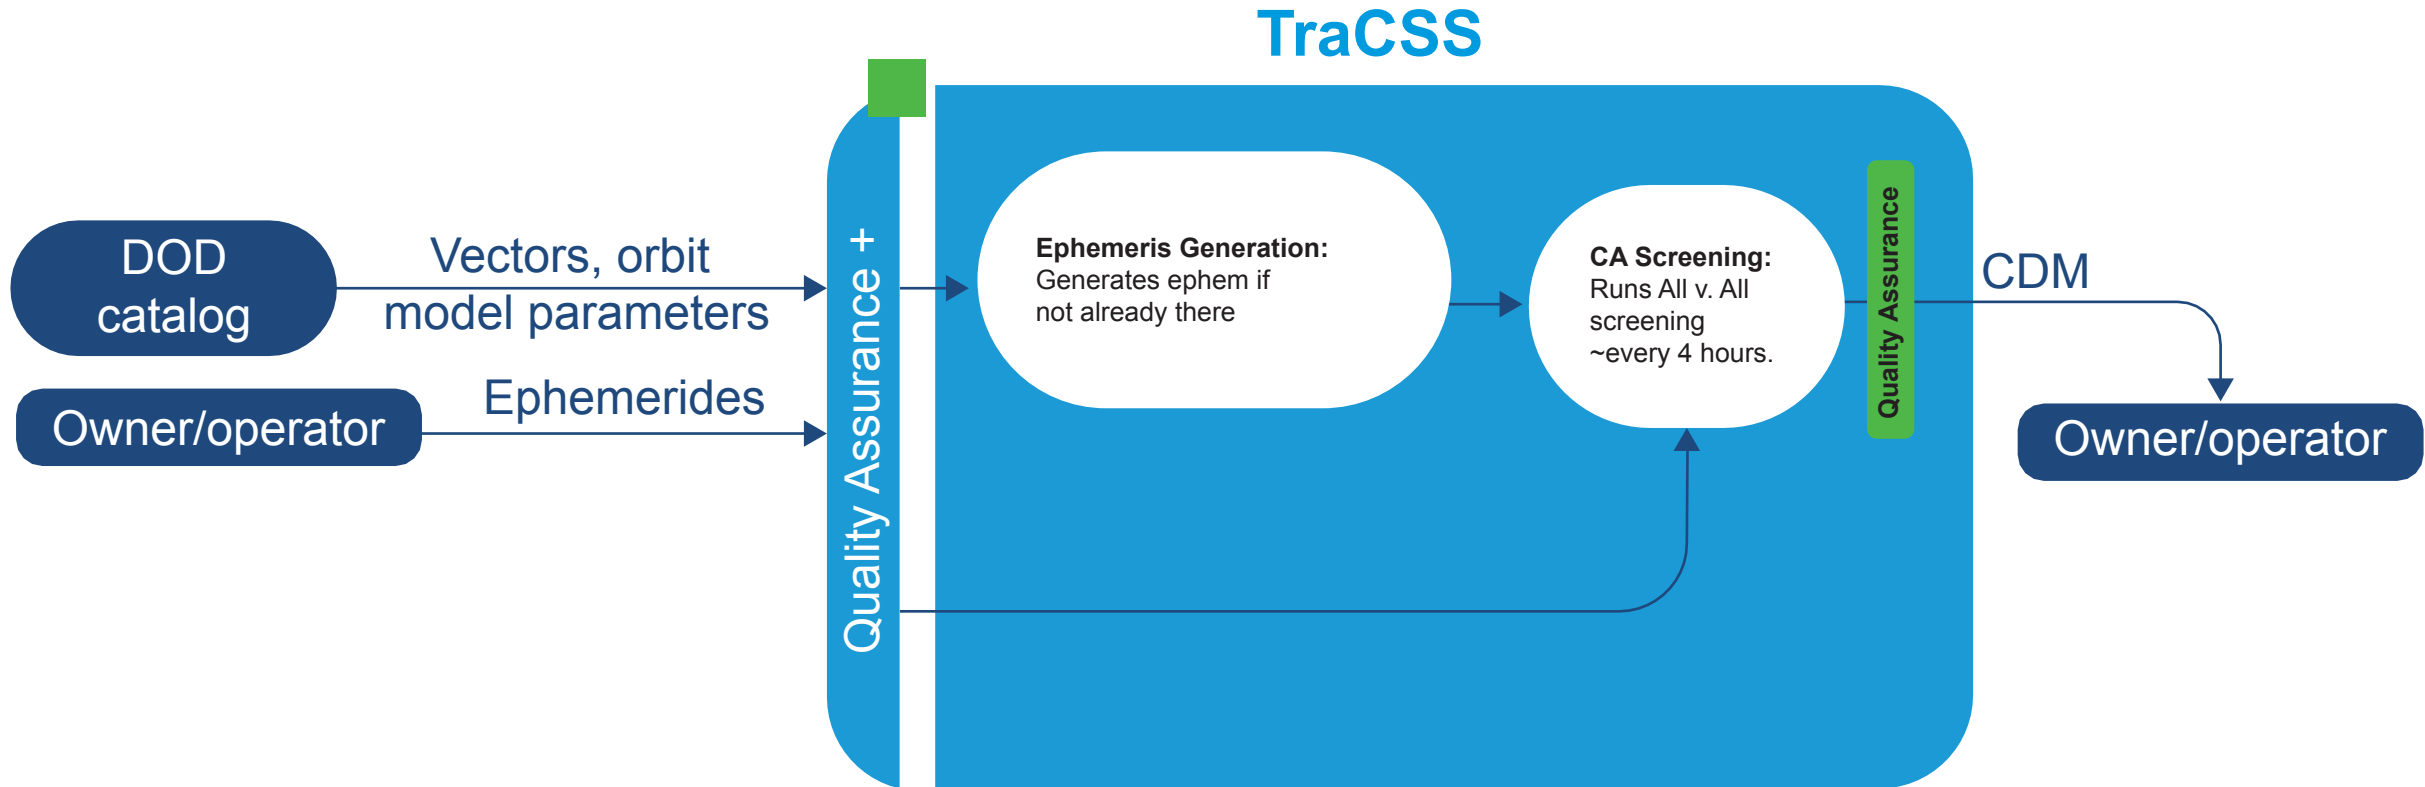 TraCSS
DOD
catalog
Vectors, orbit
model parameters
Owner/operator
Ephemerides
Quality Assurance +
Ephemeris Generation:
Generates ephem if
not already there
CA Screening:
Runs All v. All
screening
~every 4 hours.
Quality Assurance
CDM
Owner/operator